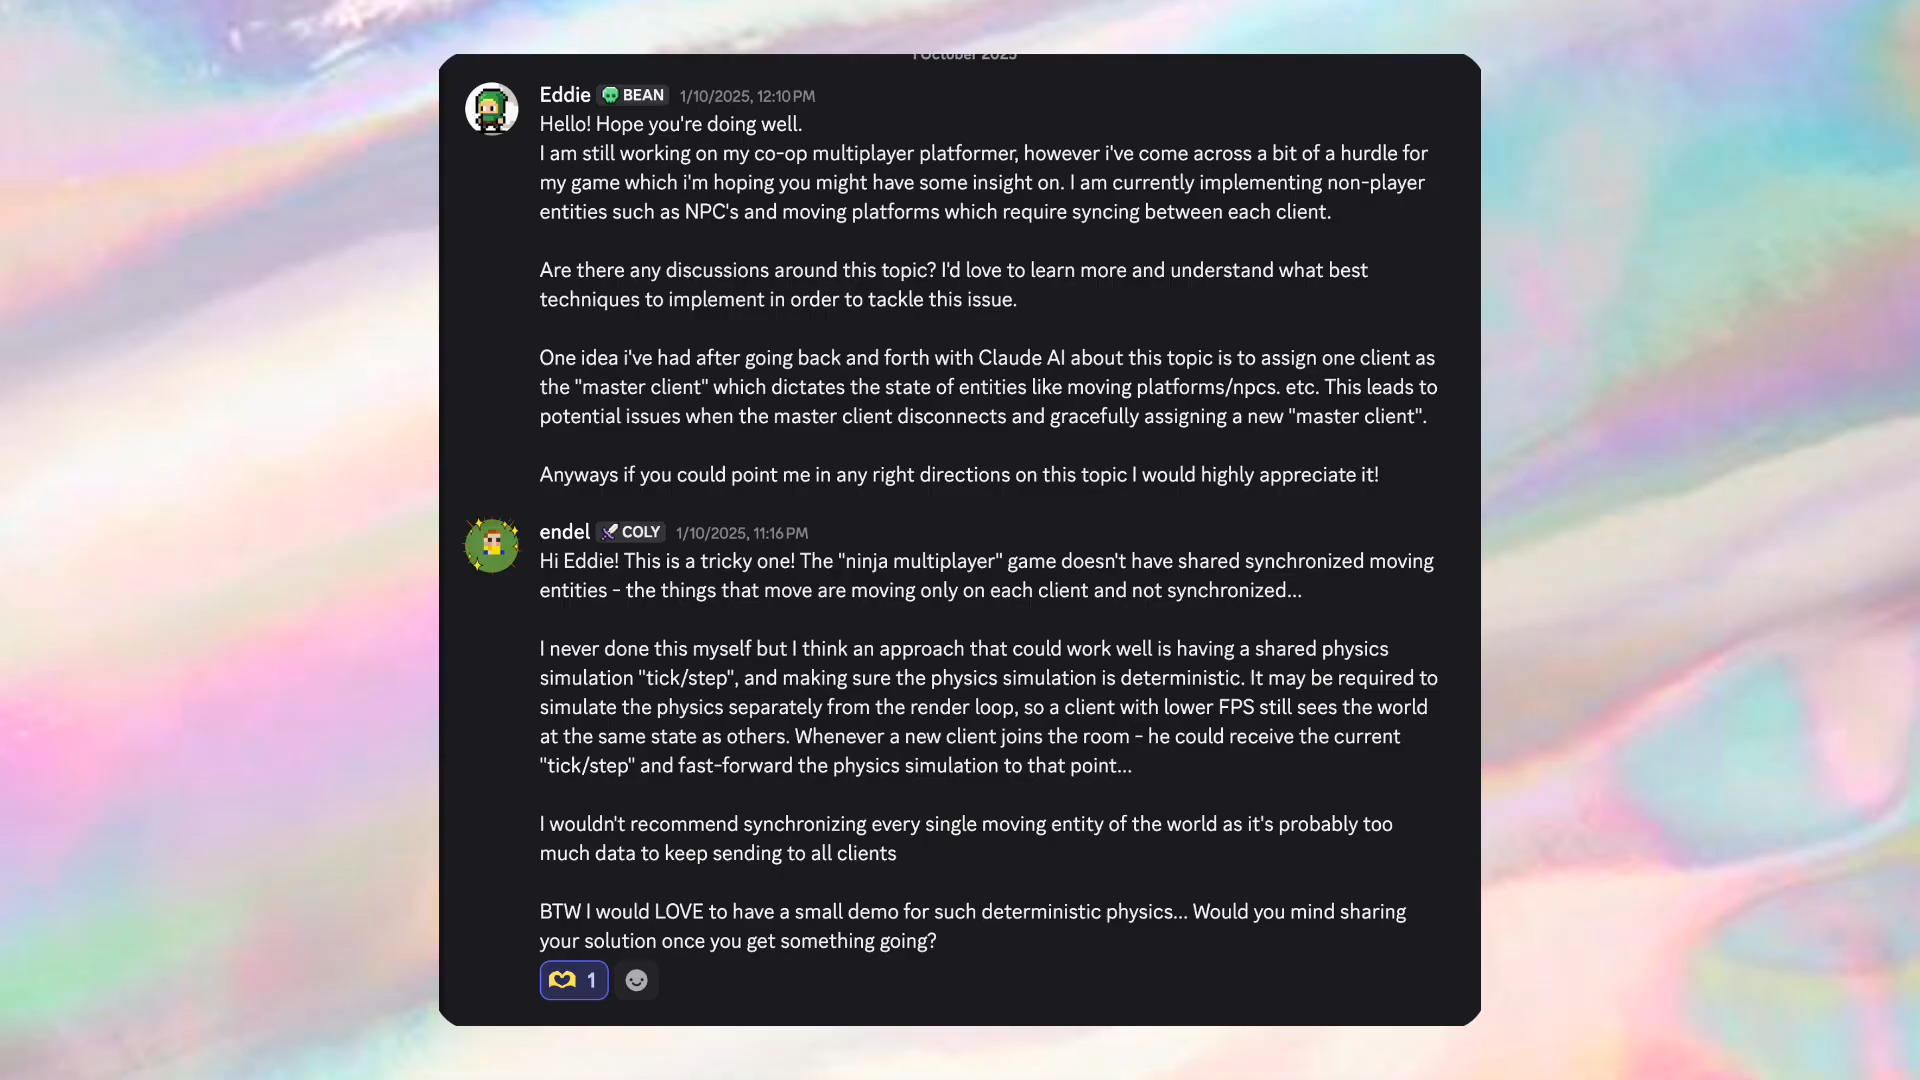 1 October 2025
Eddie BEAN 1/10/2025, 12:10 PM
Hello! Hope you're doing well.
I am still working on my co-op multiplayer platformer, however i've come across a bit of a hurdle for
my game which i'm hoping you might have some insight on. I am currently implementing non-player
entities such as NPC's and moving platforms which require syncing between each client.
Are there any discussions around this topic? I'd love to learn more and understand what best
techniques to implement in order to tackle this issue.
One idea i've had after going back and forth with Claude AI about this topic is to assign one client as
the "master client" which dictates the state of entities like moving platforms/npcs. etc. This leads to
potential issues when the master client disconnects and gracefully assigning a new "master client".
Anyways if you could point me in any right directions on this topic I would highly appreciate it!
endel COLY 1/10/2025, 11:16 PM
Hi Eddie! This is a tricky one! The "ninja multiplayer" game doesn't have shared synchronized moving
entities - the things that move are moving only on each client and not synchronized...
I never done this myself but I think an approach that could work well is having a shared physics
simulation "tick/step", and making sure the physics simulation is deterministic. It may be required to
simulate the physics separately from the render loop, so a client with lower FPS still sees the world
at the same state as others. Whenever a new client joins the room - he could receive the current
"tick/step" and fast-forward the physics simulation to that point...
I wouldn't recommend synchronizing every single moving entity of the world as it's probably too
much data to keep sending to all clients
BTW I would LOVE to have a small demo for such deterministic physics... Would you mind sharing
your solution once you get something going?
1